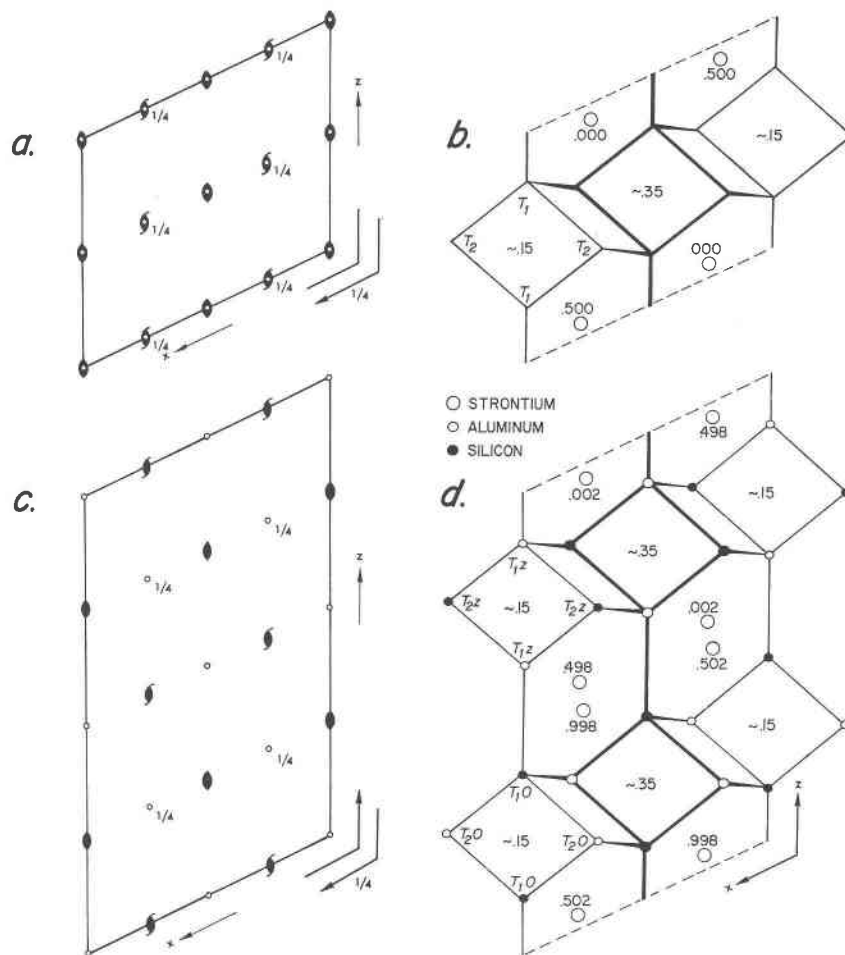 a.
1/4
1/4
1/4
1/4
1/4
1/4
z
x
1/4
b.
.500
.000
~.15
~.35
T1
T2
~.15
T2
T1
000
.500
STRONTIUM
ALUMINUM
SILICON
c.
1/4
1/4
1/4
1/4
z
x
1/4
d.
.498
.002
~.15
~.35
T1z
T2z
~.15
T2z
T1z
.002
.502
.498
.998
~.15
~.35
T1O
T2O
~.15
T2O
T1O
.998
.502
z
x